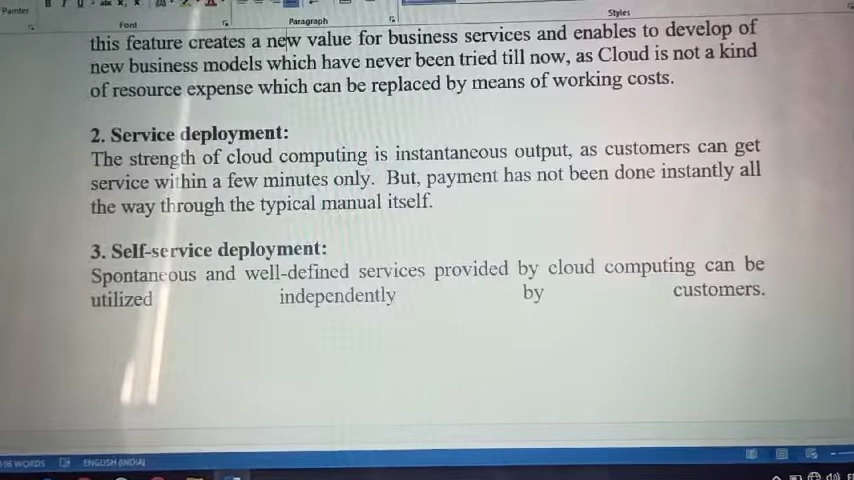 Painter
Font
Paragraph
Styles
this feature creates a new value for business services and enables to develop of
new business models which have never been tried till now, as Cloud is not a kind
of resource expense which can be replaced by means of working costs.
2. Service deployment:
The strength of cloud computing is instantaneous output, as customers can get
service within a few minutes only. But, payment has not been done instantly all
the way through the typical manual itself.
3. Self-service deployment:
Spontaneous and well-defined services provided by cloud computing can be
utilized independently by customers.
WORDS ENGLISH (INDIA)